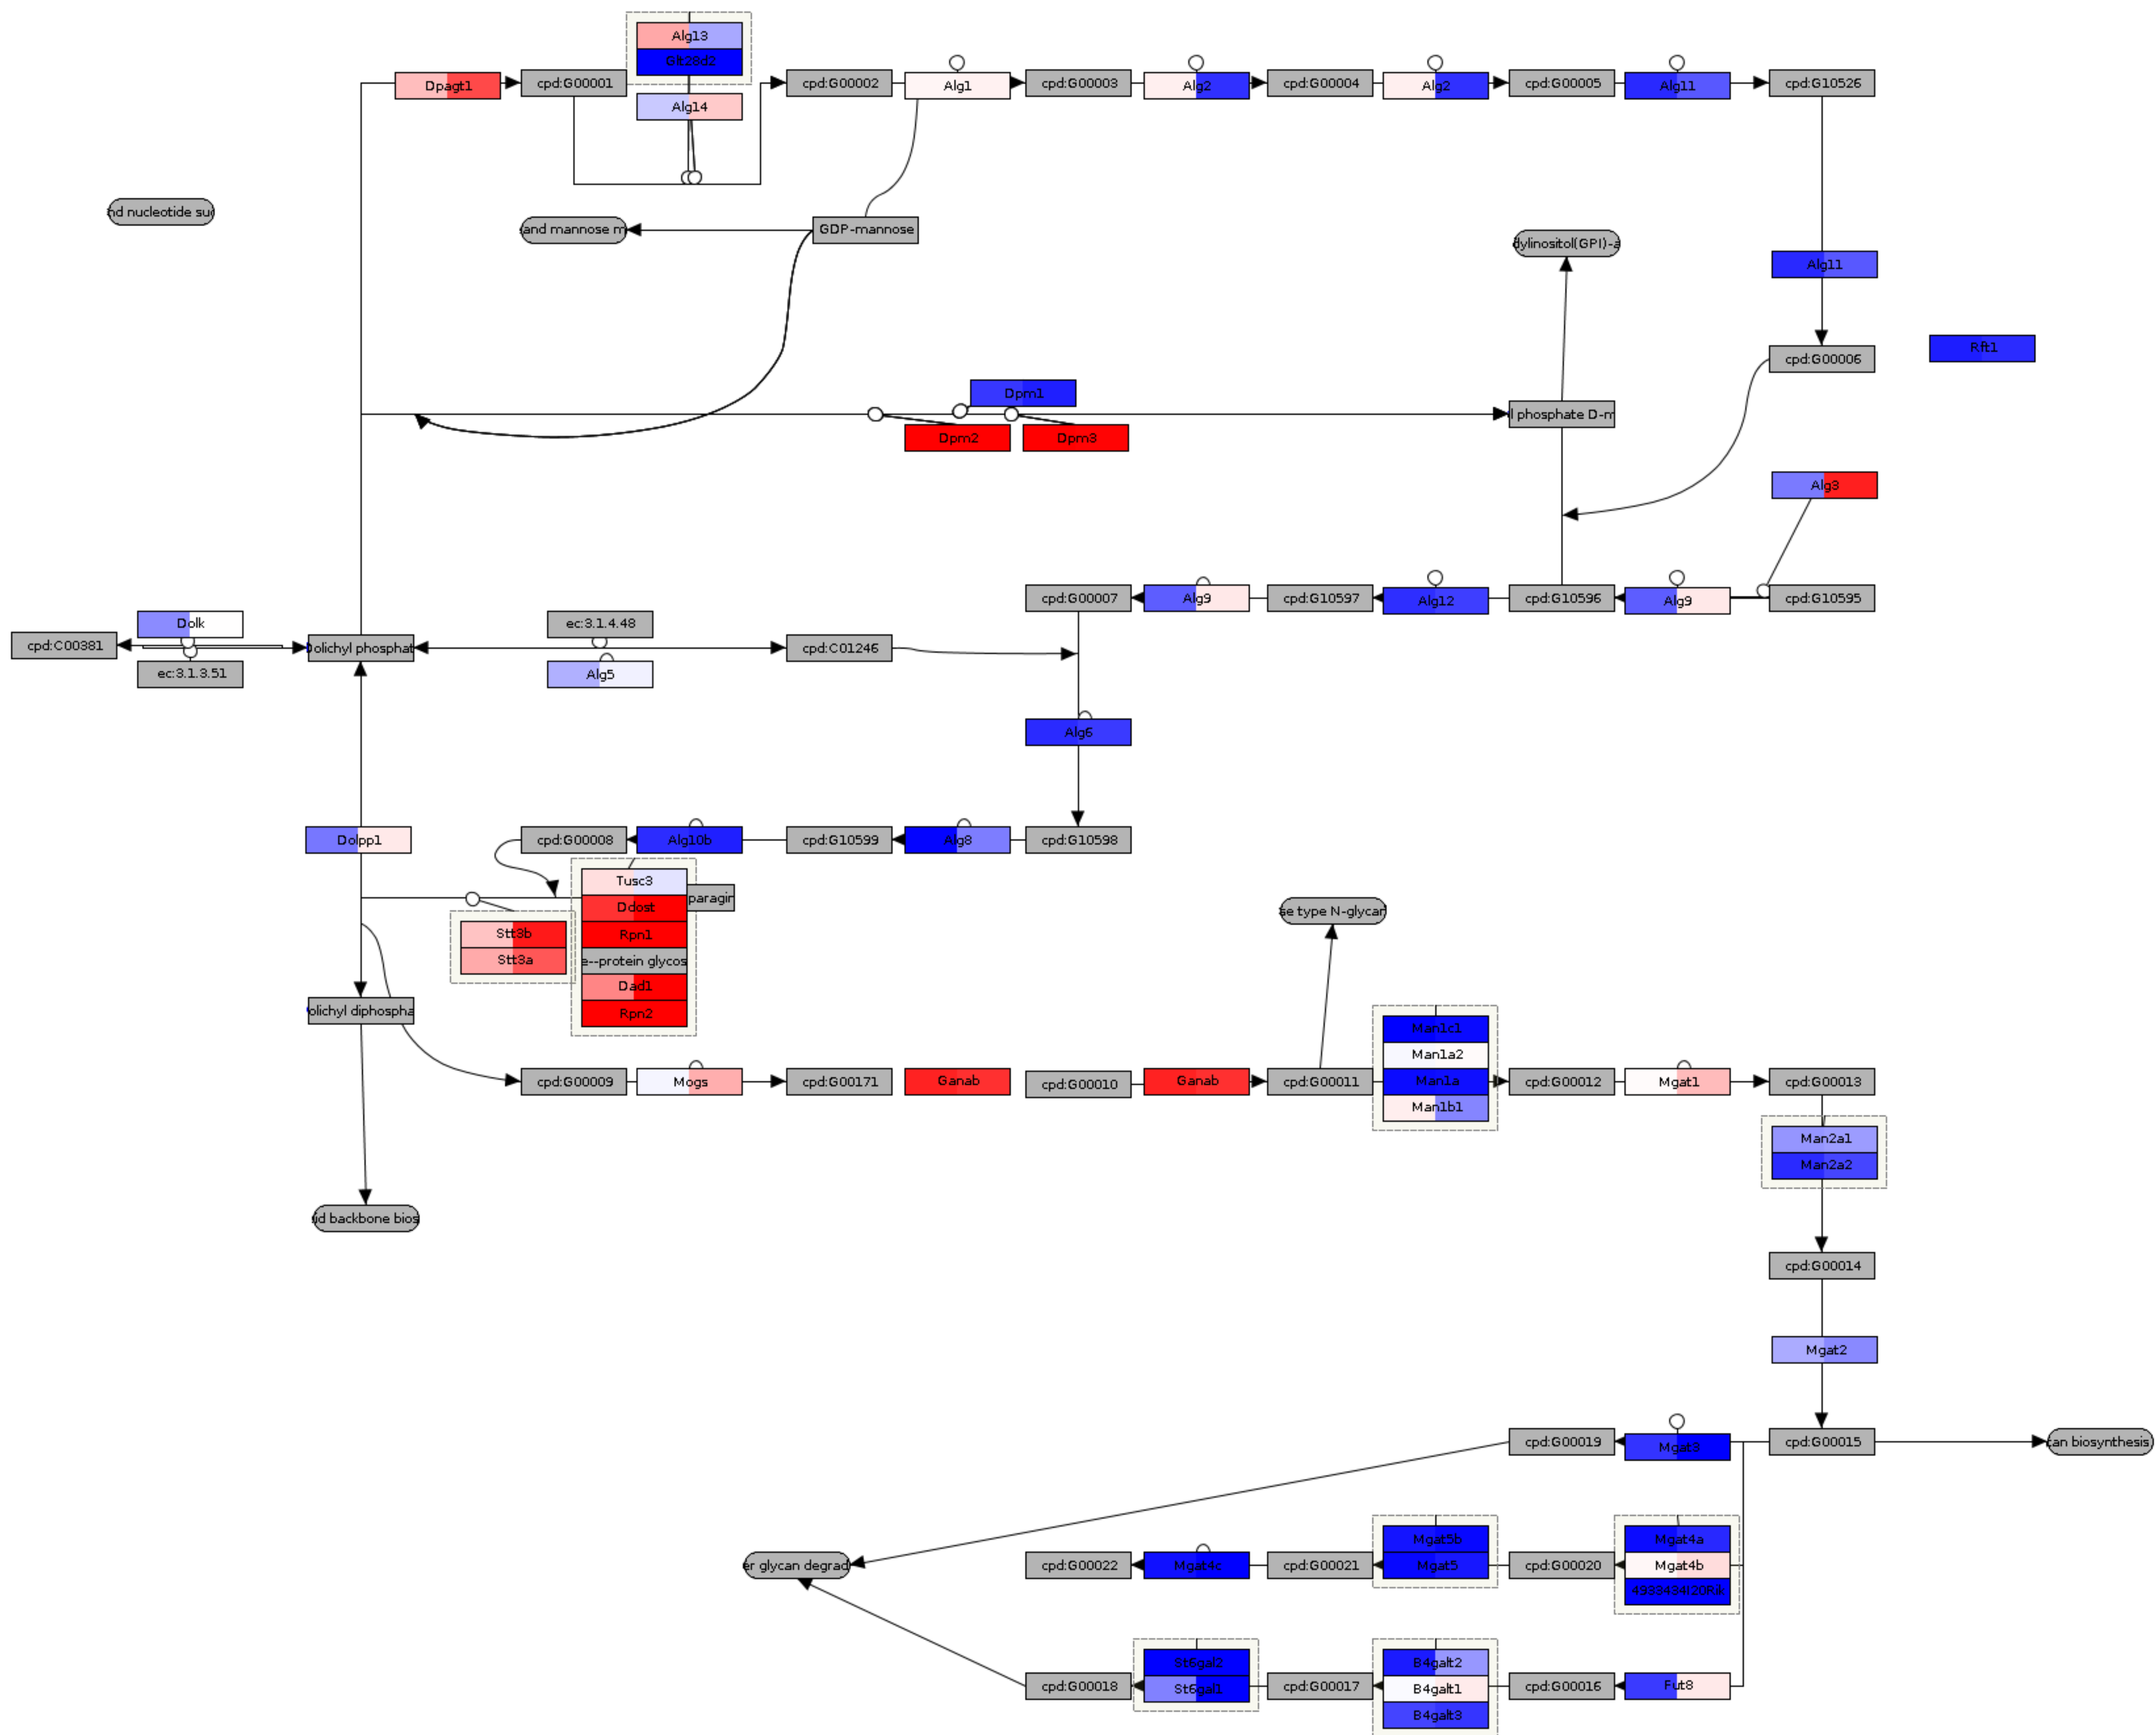 Alg13
Glt28d2
Dpagt1
cpd:G00001
cpd:G00002
Alg1
cpd:G00003
Alg2
cpd:G00004
Alg2
cpd:G00005
Alg11
cpd:G10526
Alg14
nd nucleotide su
and mannose m
GDP-mannose
dylinositol(GPI)-a
Alg11
Rft1
cpd:G00006
Dpm1
l phosphate D-m
Dpm2
Dpm3
Alg3
cpd:G00007
Alg9
cpd:G10597
Alg12
cpd:G10596
Alg9
cpd:G10595
Dolk
ec:3.1.4.48
cpd:C00381
Dolichyl phosphat
cpd:C01246
ec:3.1.3.51
Alg5
Alg6
Dolpp1
cpd:G00008
Alg10b
cpd:G10599
Alg8
cpd:G10598
Tusc3
paragin
Ddost
se type N-glycan
Stt3b
Rpn1
Stt3a
e--protein glycos
Dad1
olichyl diphospha
Rpn2
Man1c1
Man1a2
cpd:G00009
Mogs
cpd:G00171
Ganab
cpd:G00010
Ganab
cpd:G00011
Man1a
cpd:G00012
Mgat1
cpd:G00013
Man1b1
Man2a1
Man2a2
id backbone bios
cpd:G00014
Mgat2
cpd:G00019
Mgat3
cpd:G00015
can biosynthesis
Mgat5b
Mgat4a
er glycan degrad
cpd:G00022
Mgat4c
cpd:G00021
Mgat5
cpd:G00020
Mgat4b
4933434I20Rik
St6gal2
B4galt2
cpd:G00018
St6gal1
cpd:G00017
B4galt1
cpd:G00016
Fut8
B4galt3